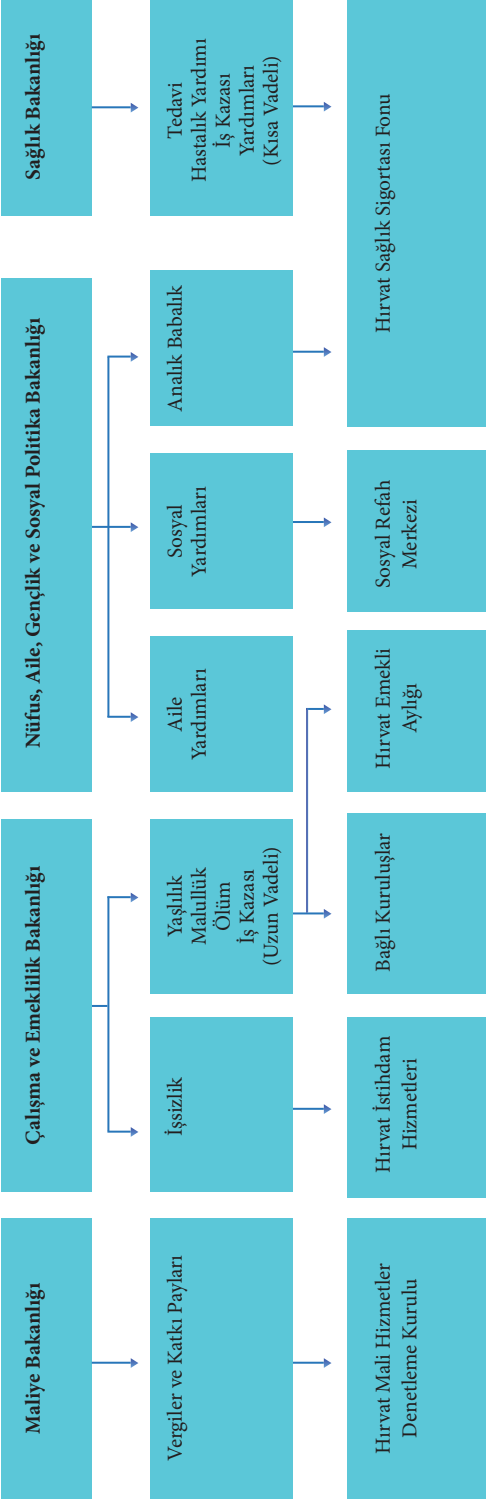 Maliye Bakanlığı
Çalışma ve Emeklilik Bakanlığı
Nüfus, Aile, Gençlik ve Sosyal Politika Bakanlığı
Sağlık Bakanlığı
Vergiler ve Katkı Payları
İşsizlik
Yaşlılık
Malullük
Ölüm
İş Kazası
(Uzun Vadeli)
Aile
Yardımları
Sosyal
Yardımları
Analık Babalık
Tedavi
Hastalık Yardımı
İş Kazası
Yardımları
(Kısa Vadeli)
Hırvat Mali Hizmetler
Denetleme Kurulu
Hırvat İstihdam
Hizmetleri
Bağlı Kuruluşlar
Hırvat Emekli
Aylığı
Sosyal Refah
Merkezi
Hırvat Sağlık Sigortası Fonu